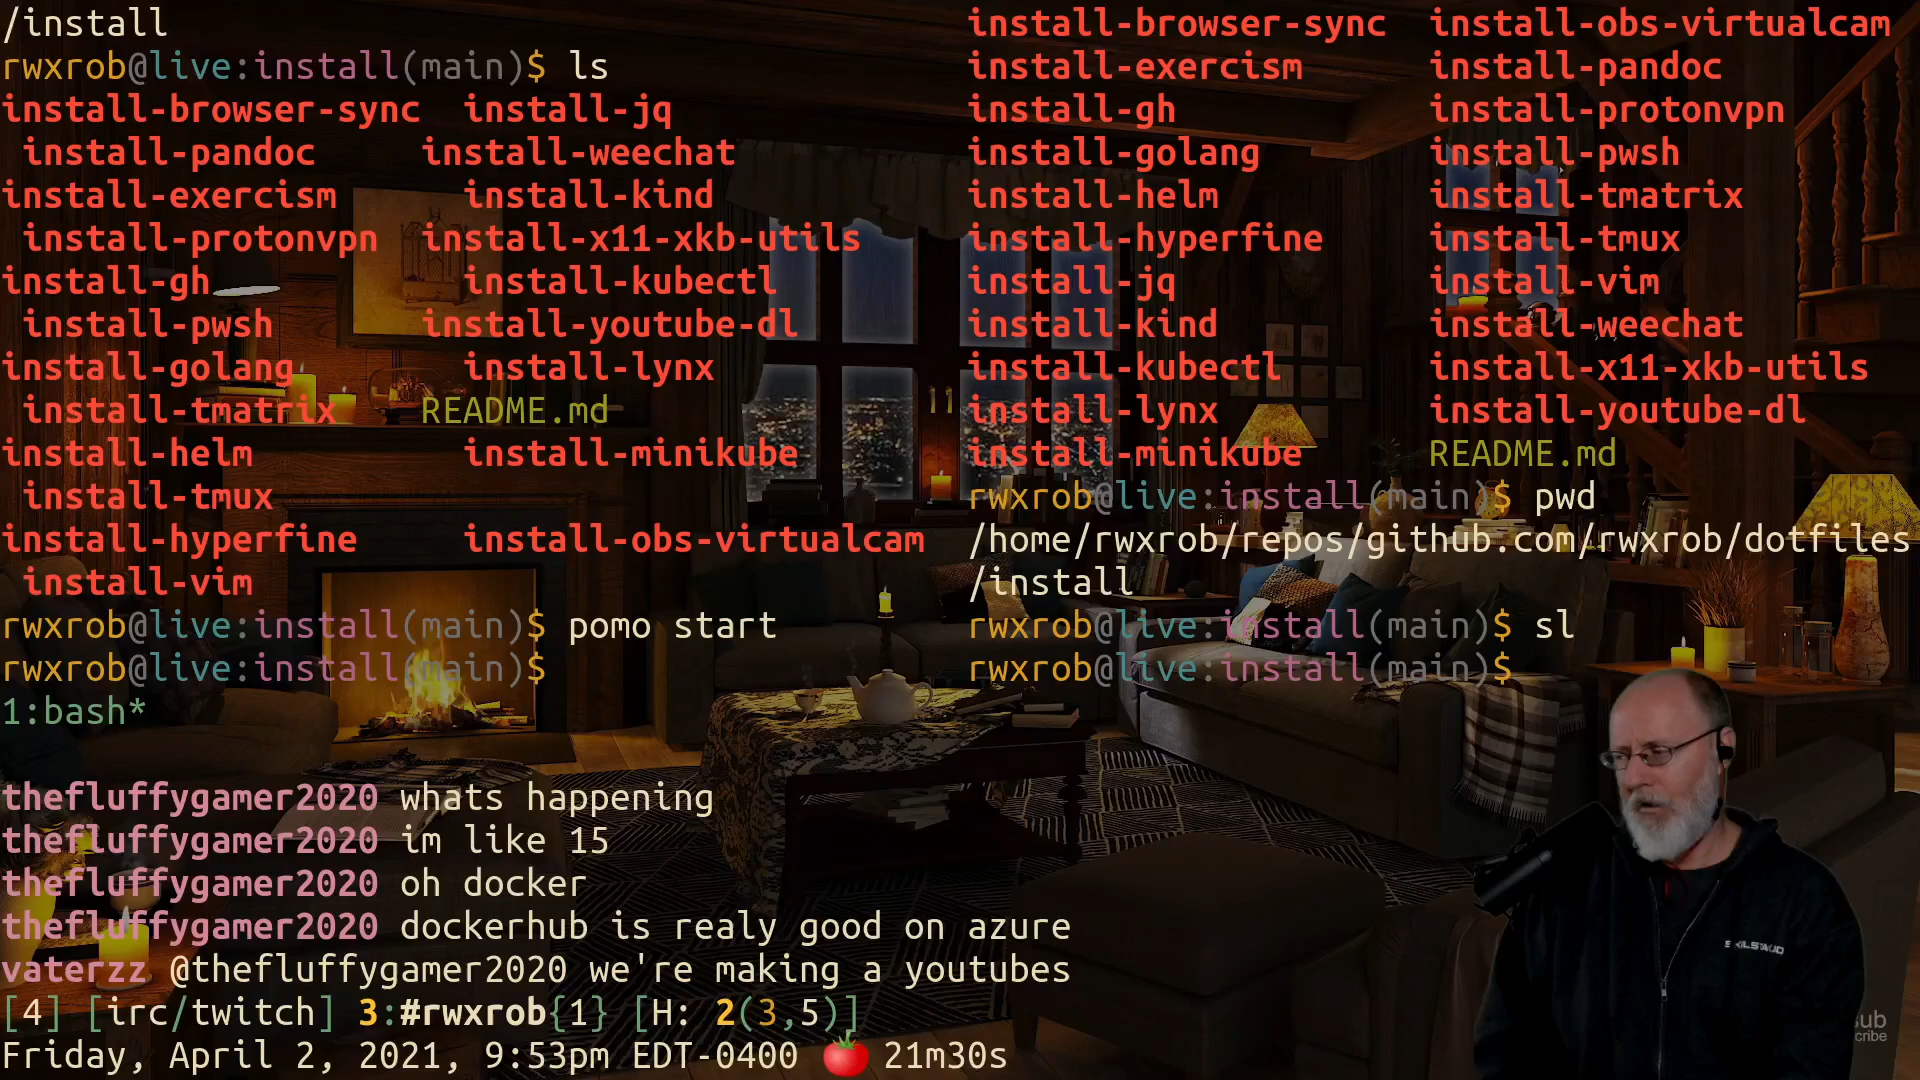 /install
rwxrob@live:install(main)$ ls
install-browser-sync install-jq
install-pandoc install-weechat
install-exercism install-kind
install-protonvpn install-x11-xkb-utils
install-gh install-kubectl
install-pwsh install-youtube-dl
install-golang install-lynx
install-tmatrix README.md
install-helm install-minikube
install-tmux
install-hyperfine install-obs-virtualcam
install-vim
rwxrob@live:install(main)$ pomo start
rwxrob@live:install(main)$
1:bash*
install-browser-sync install-obs-virtualcam
install-exercism install-pandoc
install-gh install-protonvpn
install-golang install-pwsh
install-helm install-tmatrix
install-hyperfine install-tmux
install-jq install-vim
install-kind install-weechat
install-kubectl install-x11-xkb-utils
install-lynx install-youtube-dl
install-minikube README.md
rwxrob@live:install(main)$ pwd
/home/rwxrob/repos/github.com/rwxrob/dotfiles
/install
rwxrob@live:install(main)$ sl
rwxrob@live:install(main)$
thefluffygamer2020 whats happening
thefluffygamer2020 im like 15
thefluffygamer2020 oh docker
thefluffygamer2020 dockerhub is realy good on azure
vaterzz @thefluffygamer2020 we're making a youtubes
[4] [irc/twitch] 3:#rwxrob{1} [H: 2(3,5)]
Friday, April 2, 2021, 9:53pm EDT-0400 🍅 21m30s